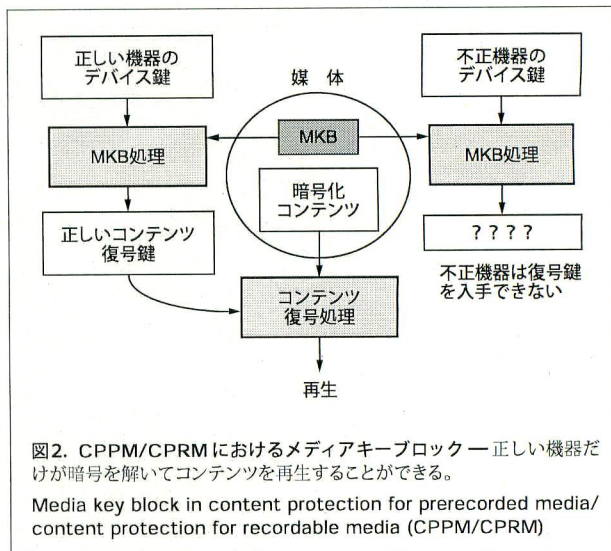 正しい機器の
デバイス鍵
媒 体
不正機器の
デバイス鍵
MKB処理
MKB
MKB処理
暗号化
コンテンツ
正しいコンテンツ
復号鍵
????
不正機器は復号鍵
を入手できない
コンテンツ
復号処理
再生
図2. CPPM/CPRMにおけるメディアキーブロック — 正しい機器だ
けが暗号を解いてコンテンツを再生することができる。
Media key block in content protection for prerecorded media/
content protection for recordable media (CPPM/CPRM)